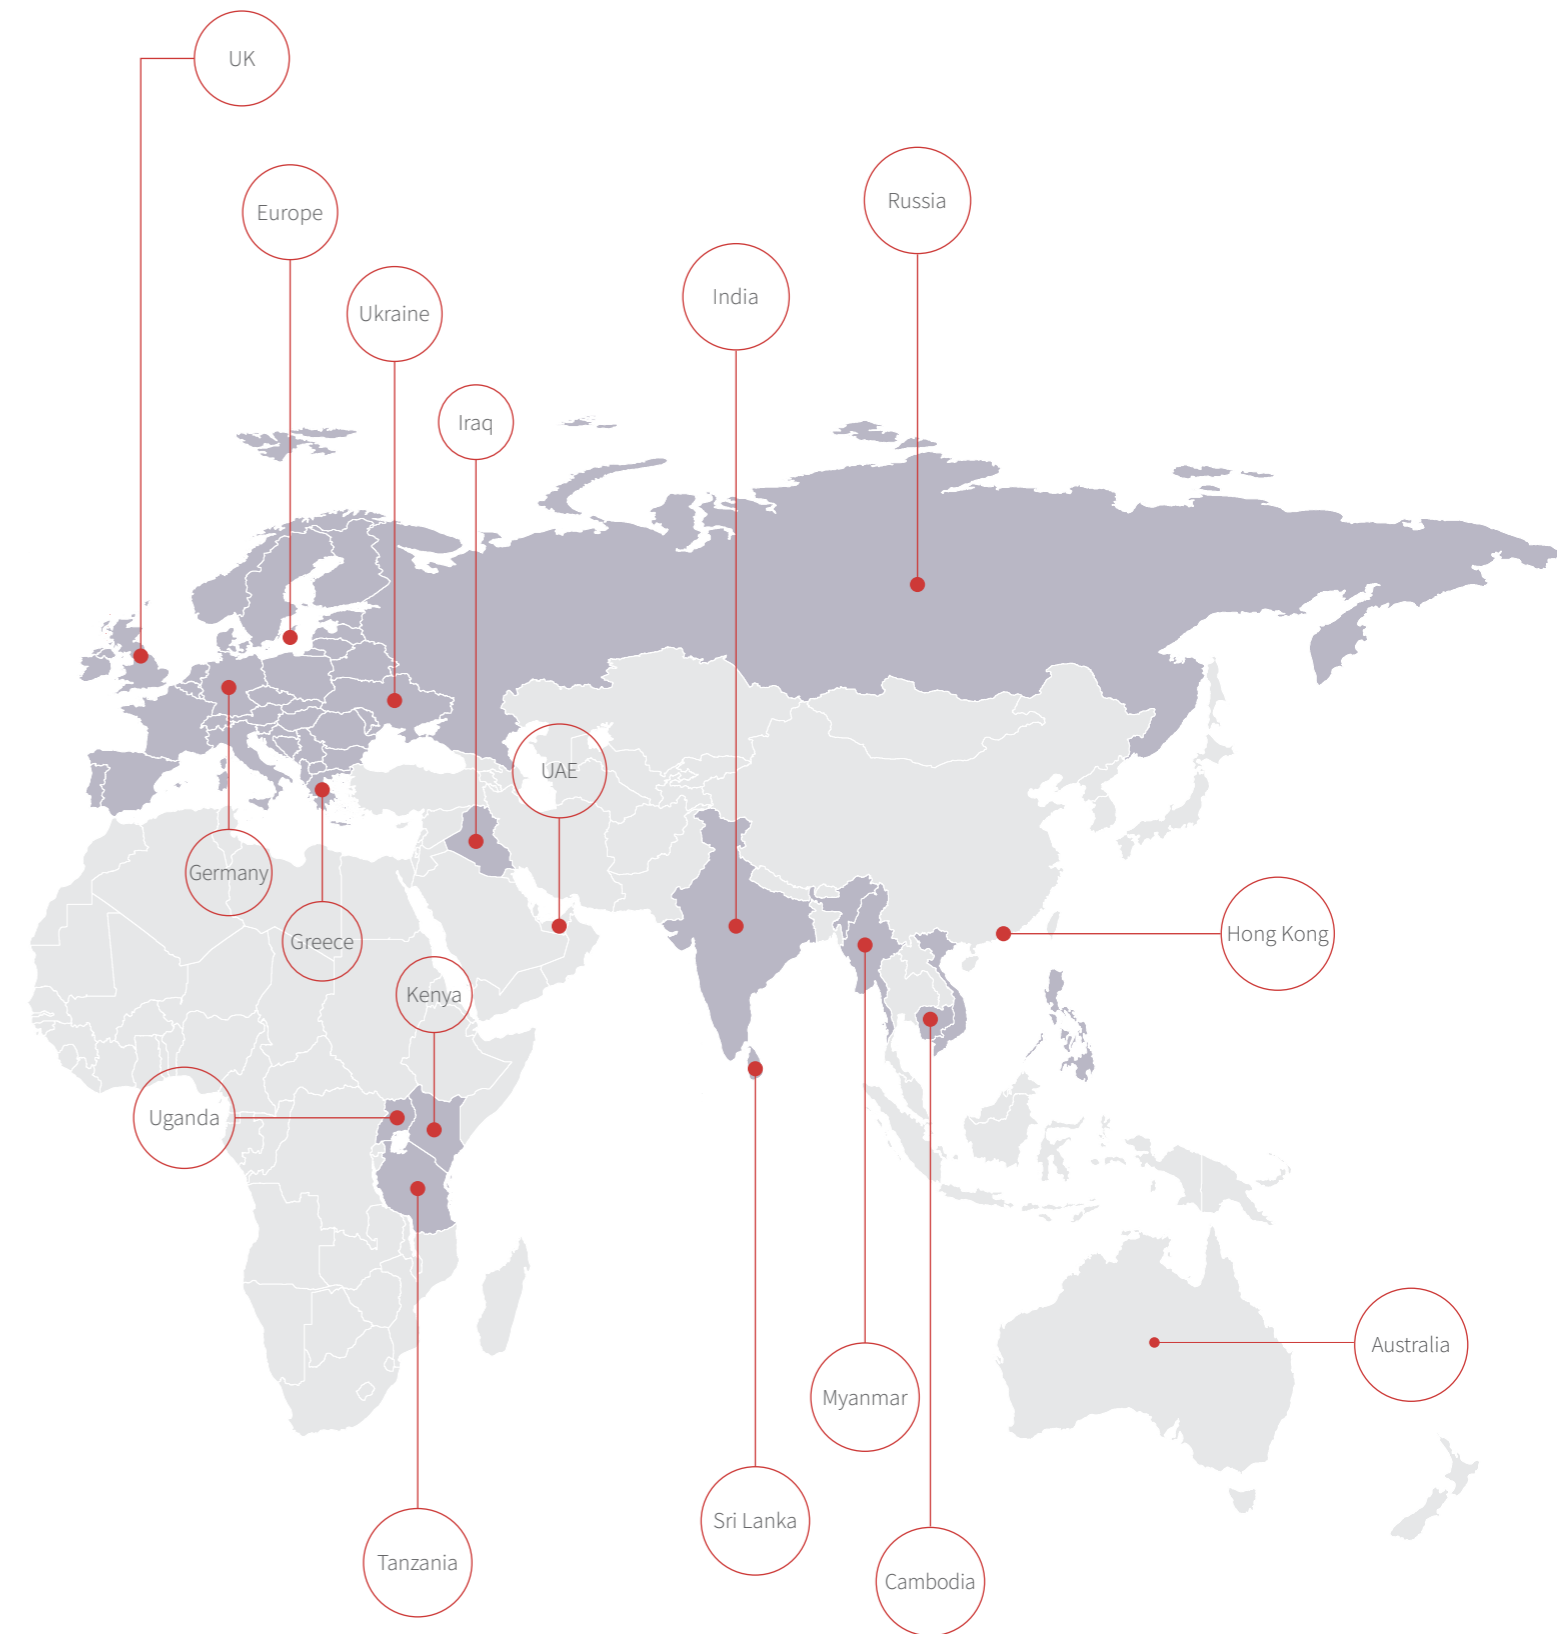 UK
Europe
Russia
India
Ukraine
Iraq
UAE
Germany
Greece
Hong Kong
Kenya
Uganda
Australia
Myanmar
Sri Lanka
Tanzania
Cambodia